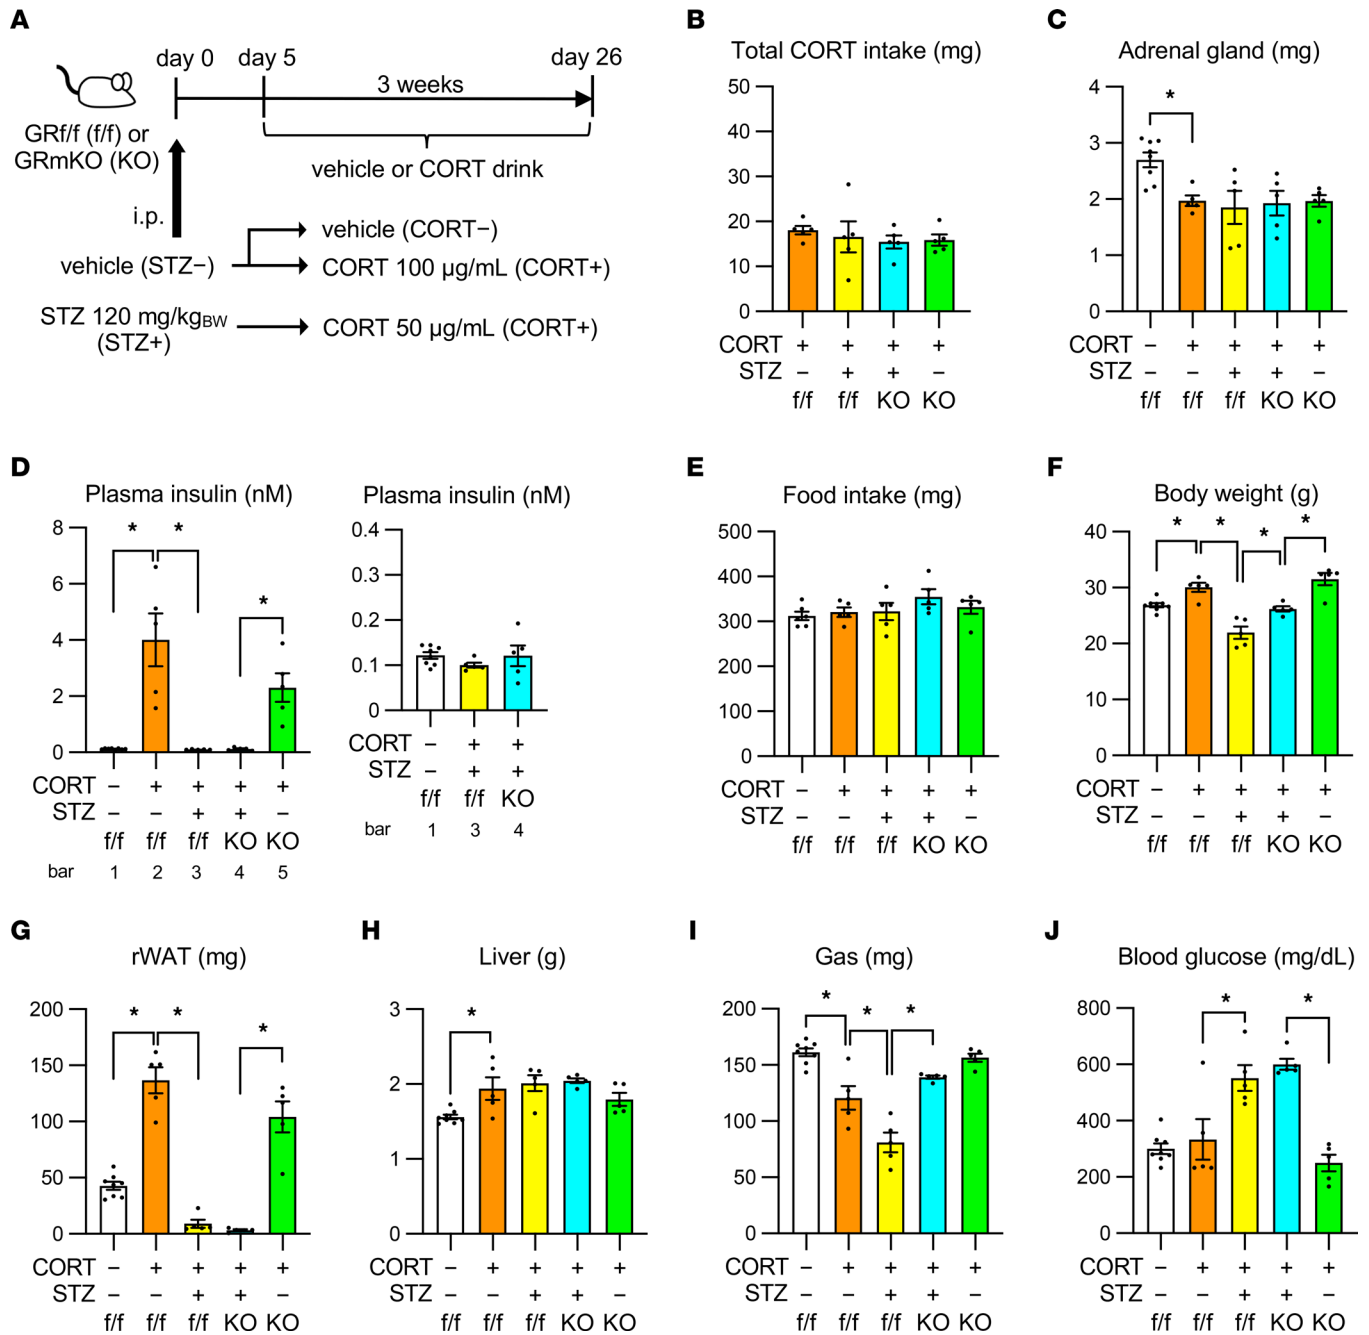 A
day 0 day 5 day 26
3 weeks
GRf/f (f/f) or
GRmKO (KO)
vehicle or CORT drink
i.p.
vehicle (CORT−)
vehicle (STZ−)
CORT 100 µg/mL (CORT+)
STZ 120 mg/kgBW
(STZ+)
CORT 50 µg/mL (CORT+)
B
Total CORT intake (mg)
50
40
30
20
10
0
CORT + + + +
STZ − + + −
f/f f/f KO KO
C
Adrenal gland (mg)
*
4
3
2
1
0
CORT − + + + +
STZ − − + + −
f/f f/f f/f KO KO
D
Plasma insulin (nM)
* *
*
8
6
4
2
0
CORT − + + + +
STZ − − + + −
f/f f/f f/f KO KO
bar 1 2 3 4 5
Plasma insulin (nM)
0.4
0.3
0.2
0.1
0
CORT − + +
STZ − + +
f/f f/f KO
bar 1 3 4
E
Food intake (mg)
500
400
300
200
100
0
CORT − + + + +
STZ − − + + −
f/f f/f f/f KO KO
F
Body weight (g)
* * * *
40
30
20
10
0
CORT − + + + +
STZ − − + + −
f/f f/f f/f KO KO
G
rWAT (mg)
* * *
200
150
100
50
0
CORT − + + + +
STZ − − + + −
f/f f/f f/f KO KO
H
Liver (g)
*
3
2
1
0
CORT − + + + +
STZ − − + + −
f/f f/f f/f KO KO
I
Gas (mg)
* * *
200
150
100
50
0
CORT − + + + +
STZ − − + + −
f/f f/f f/f KO KO
J
Blood glucose (mg/dL)
* *
800
600
400
200
0
CORT − + + + +
STZ − − + + −
f/f f/f f/f KO KO